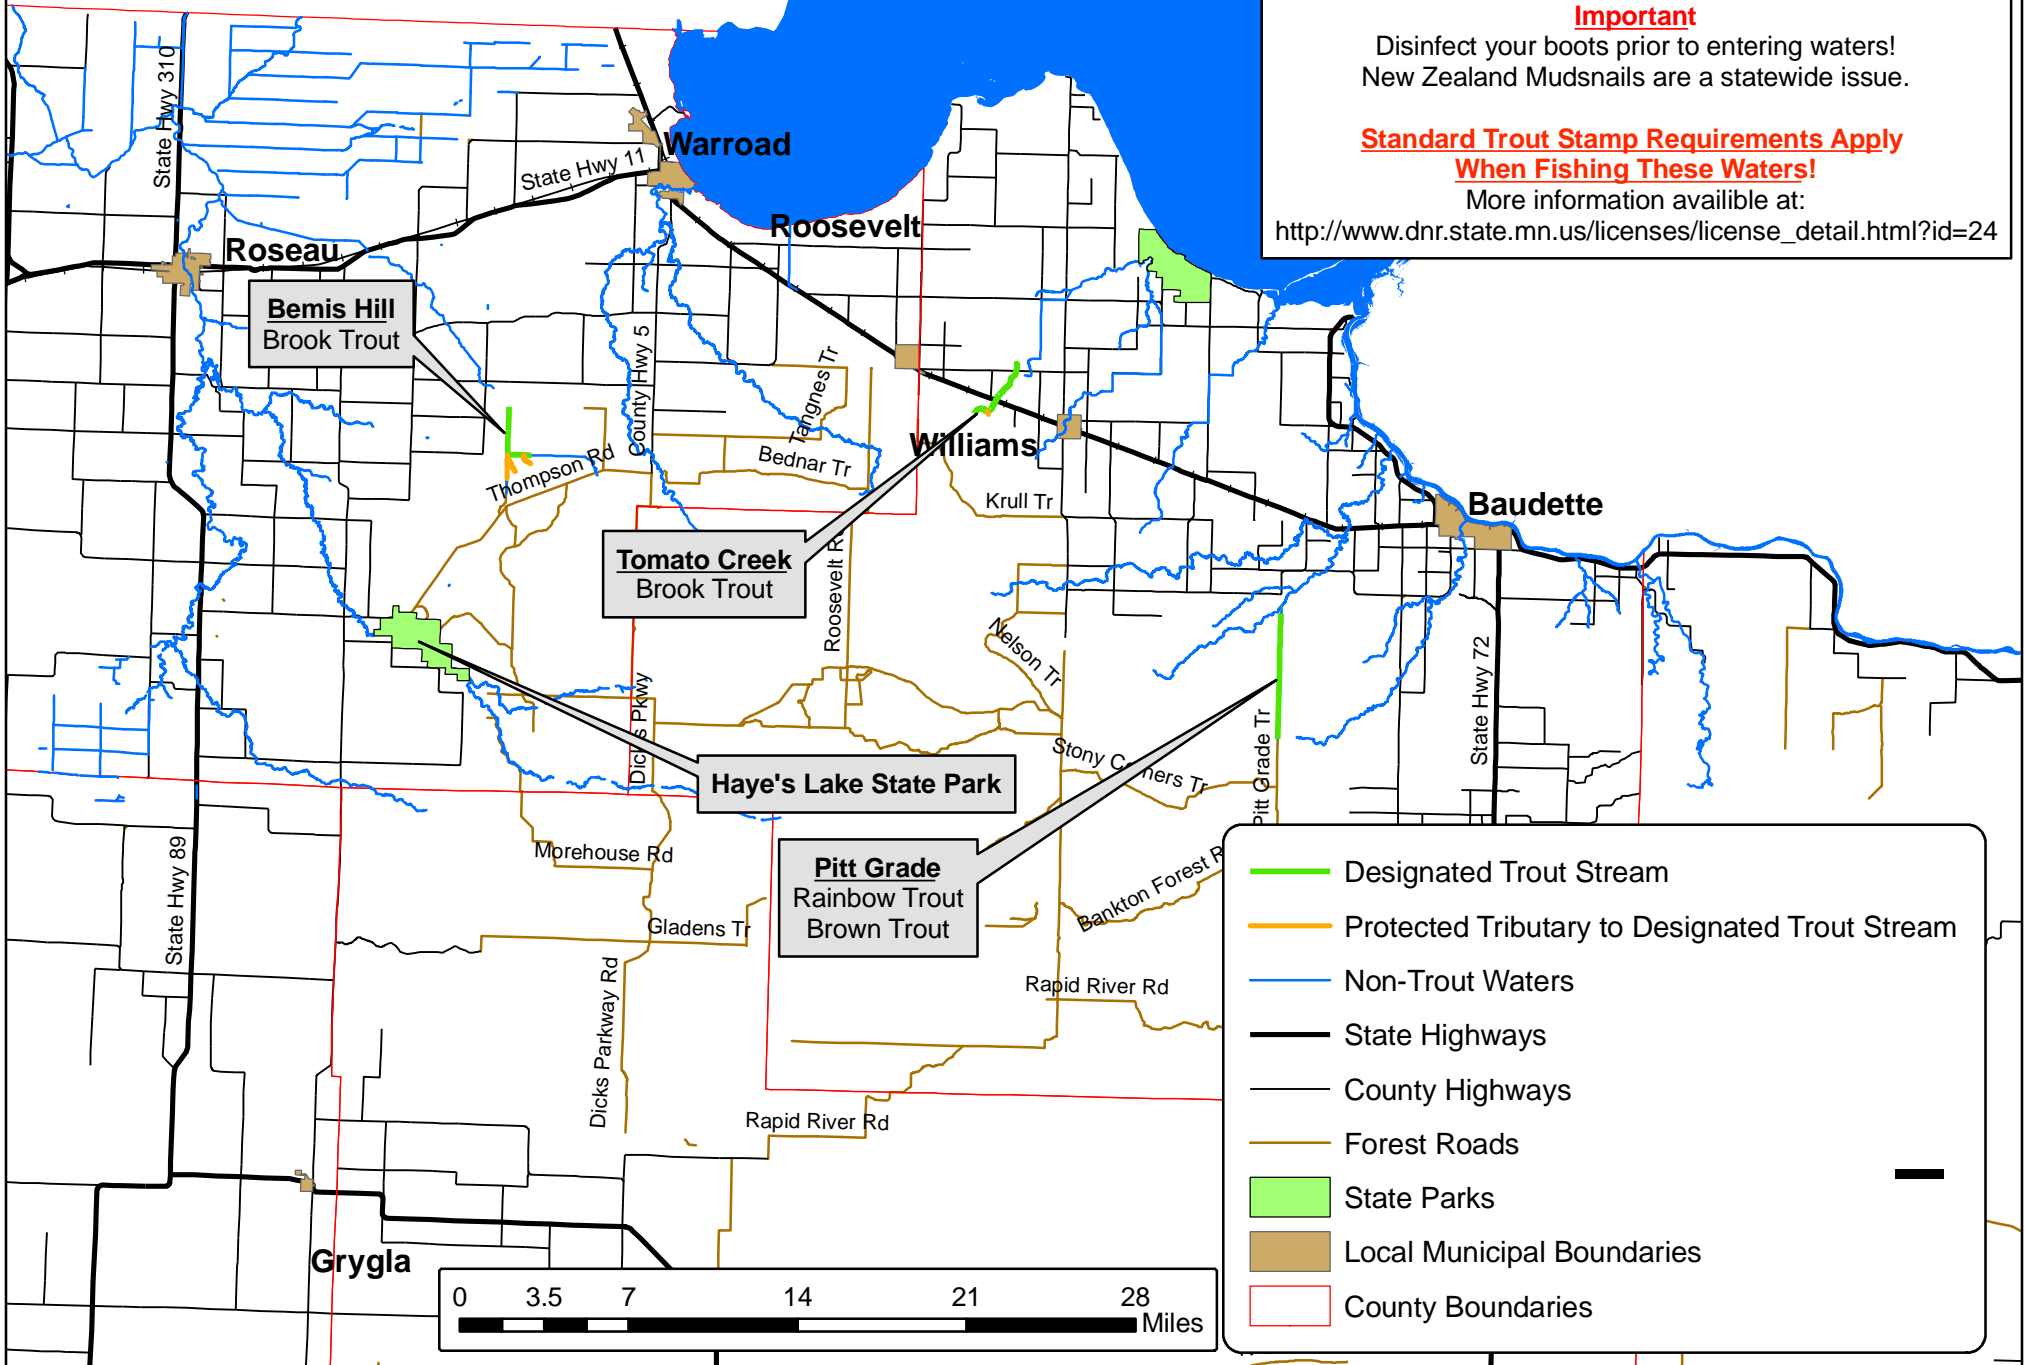 Important
Disinfect your boots prior to entering waters!
New Zealand Mudsnails are a statewide issue.
Standard Trout Stamp Requirements Apply
When Fishing These Waters!
More information availible at:
http://www.dnr.state.mn.us/licenses/license_detail.html?id=24
State Hwy 310
Warroad
State Hwy 11
Roosevelt
Roseau
Bemis Hill
Brook Trout
County Hwy 5
Tangnes Tr
Bednar Tr
Thompson Rd
Williams
Krull Tr
Baudette
Tomato Creek
Brook Trout
Roosevelt R
Nelson Tr
State Hwy 72
Dicks Pkwy
Stony Corners Tr
Pitt Grade Tr
Haye's Lake State Park
Morehouse Rd
Pitt Grade
Rainbow Trout
Brown Trout
Bankton Forest R
State Hwy 89
Gladens Tr
Dicks Parkway Rd
Rapid River Rd
Rapid River Rd
Grygla
0 3.5 7 14 21 28
Miles
Designated Trout Stream
Protected Tributary to Designated Trout Stream
Non-Trout Waters
State Highways
County Highways
Forest Roads
State Parks
Local Municipal Boundaries
County Boundaries